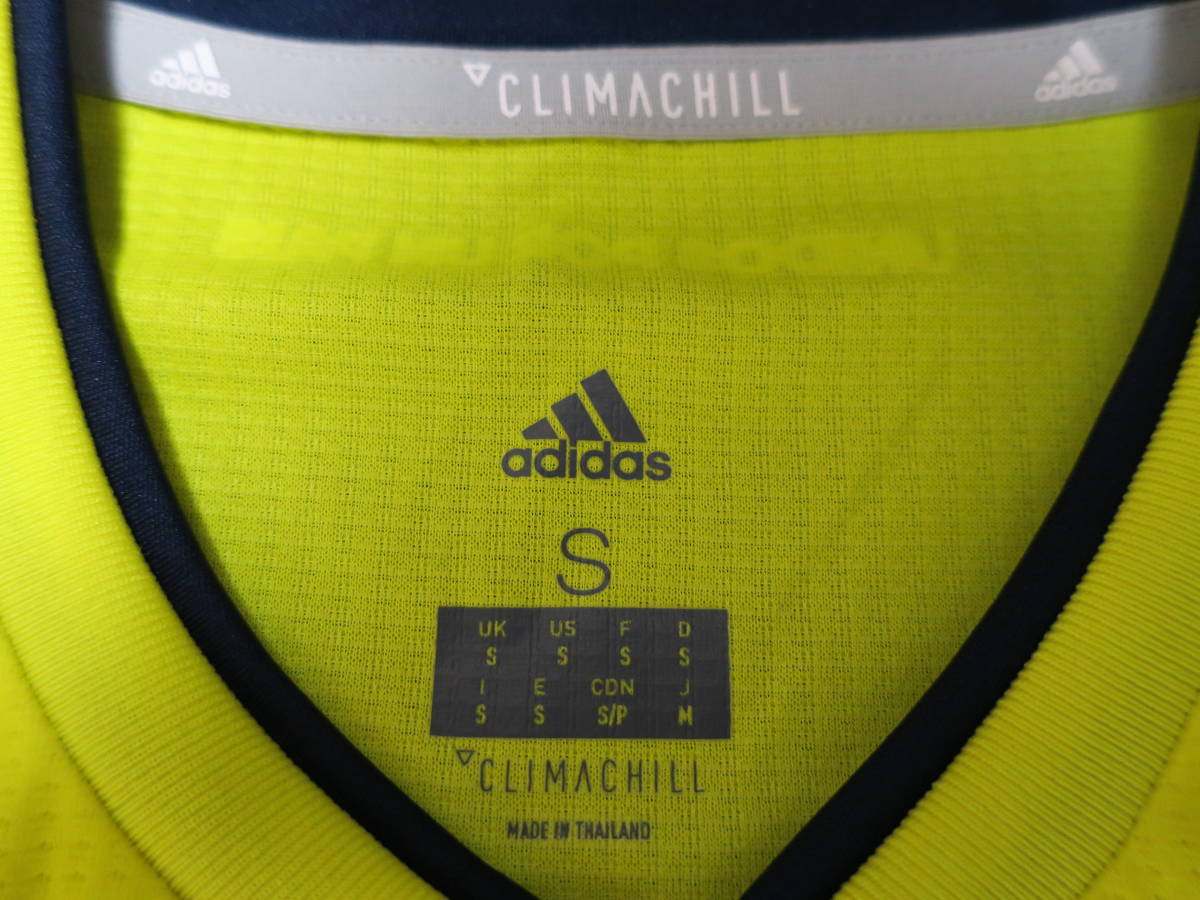 adidas CLIMACHILL adidas
adidas
S
UK US F D
S S S S
I E CDN J
S S S/P M
CLIMACHILL
MADE IN THAILAND